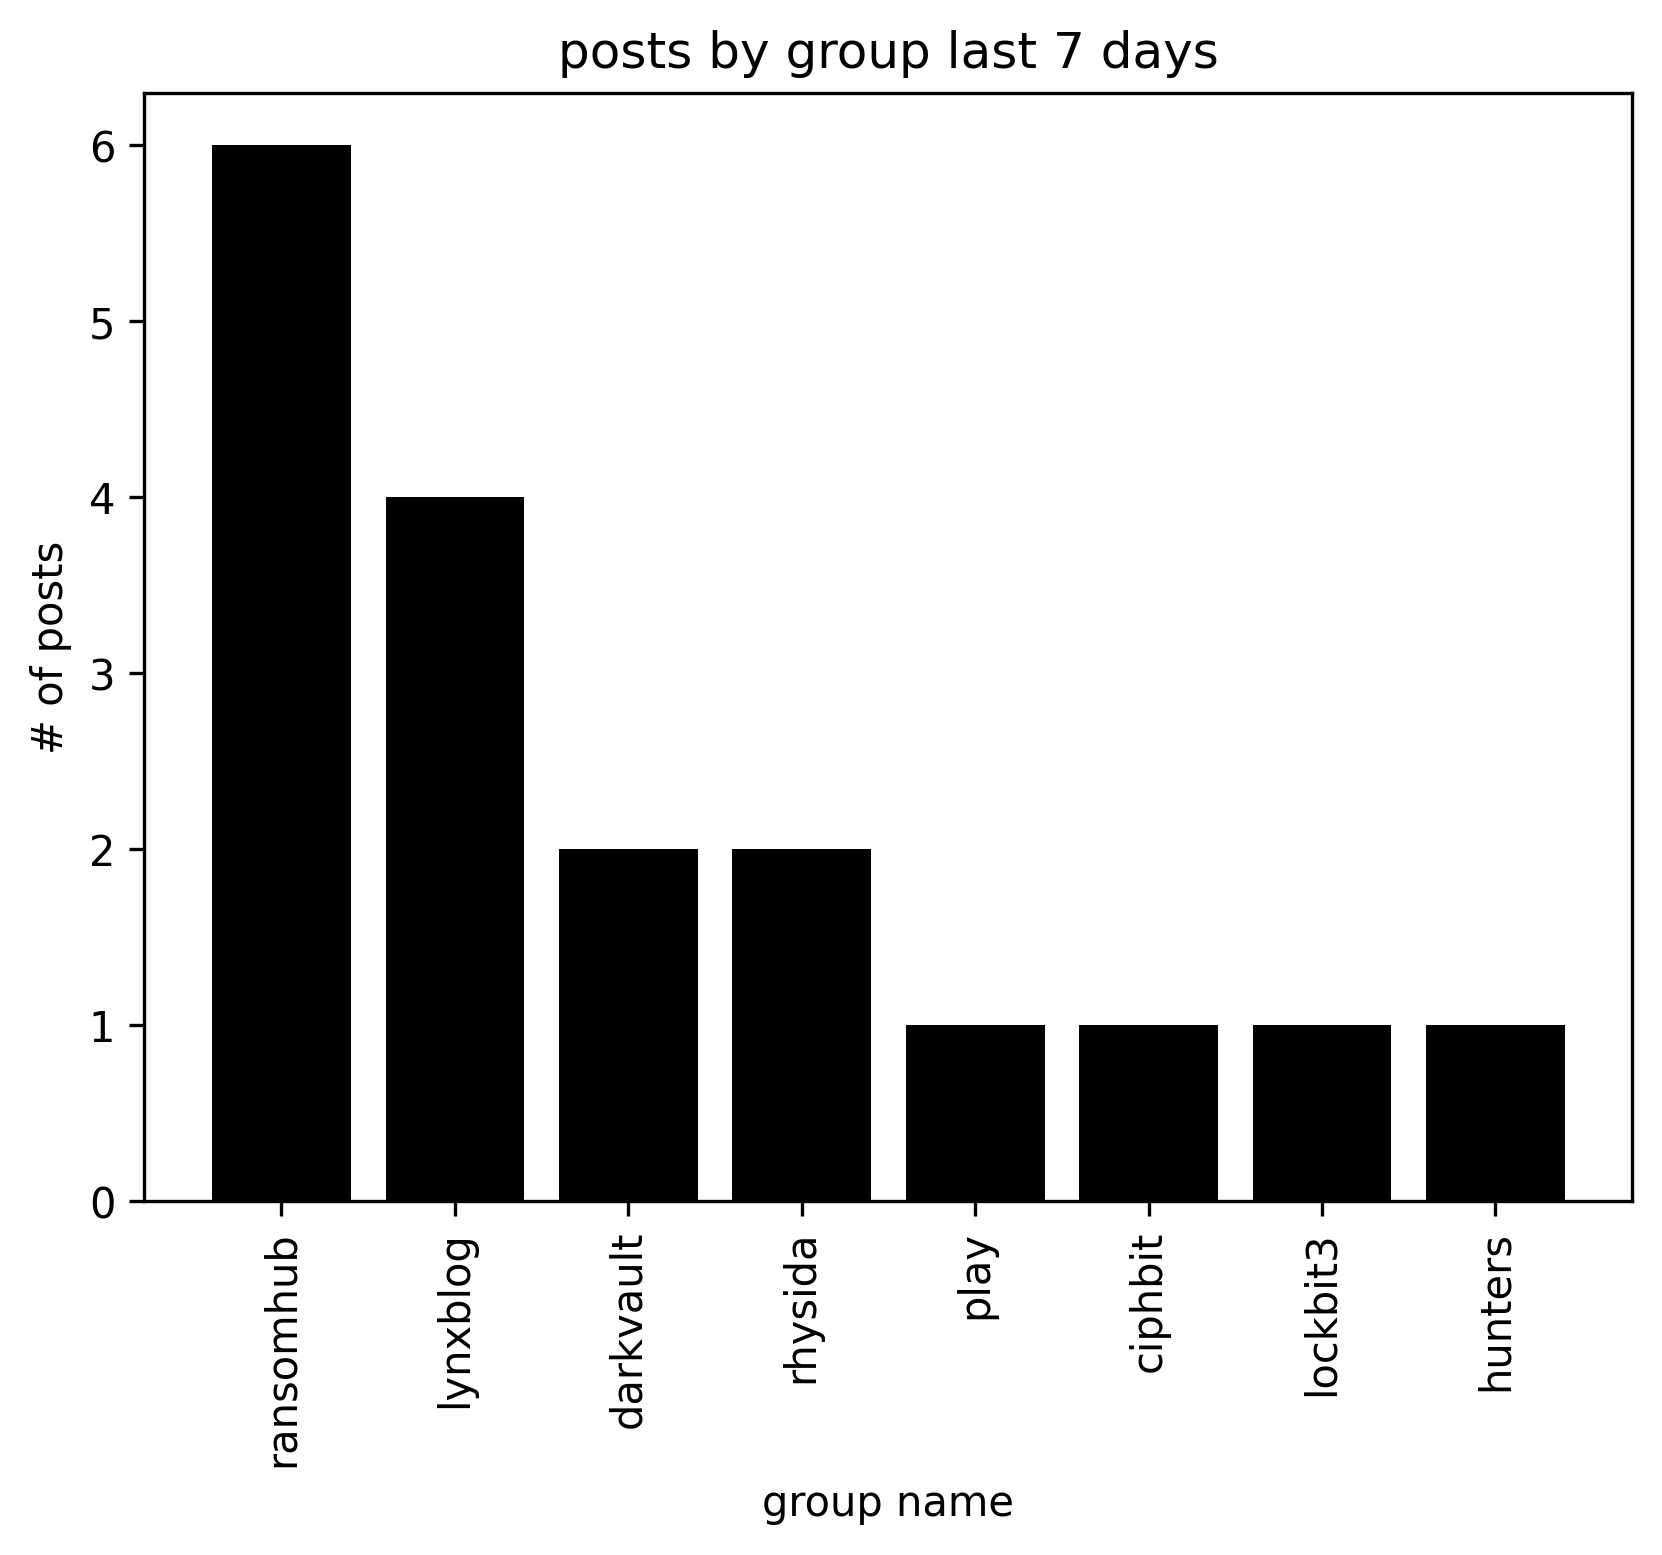 posts by group last 7 days
6
5
4
3
2
1
0
# of posts
ransomhub
lynxblog
darkvault
rhysida
play
ciphbit
lockbit3
hunters
group name